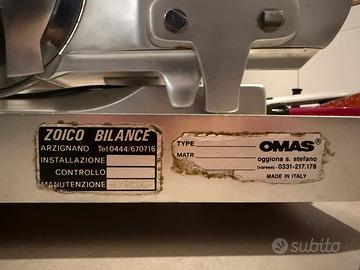 ZOICO BILANCE
ARZIGNANO Tel.0444/670716
INSTALLAZIONE
CONTROLLO
MANUTENZIONE
TYPE
MATR.
OMAS®
oggiona s. stefano
(varese) - 0331-217.178
MADE IN ITALY
subito